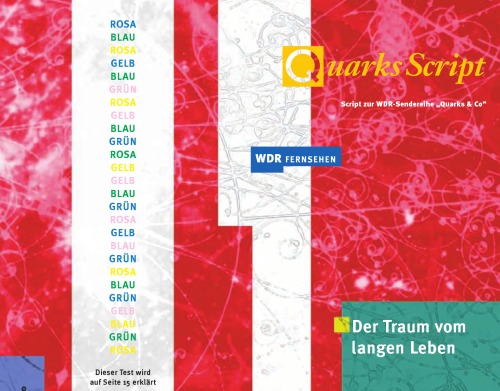 ROSA
BLAU
ROSA
GELB
BLAU
GRÜN
ROSA
GELB
BLAU
GRÜN
ROSA
GELB
GELB
BLAU
GRÜN
ROSA
GELB
BLAU
GRÜN
ROSA
BLAU
GRÜN
GELB
BLAU
GRÜN
ROSA
Dieser Test wird
auf Seite 15 erklärt
Quarks Script
Script zur WDR-Sendereihe „Quarks & Co“
WDR FERNSEHEN
Der Traum vom
langen Leben